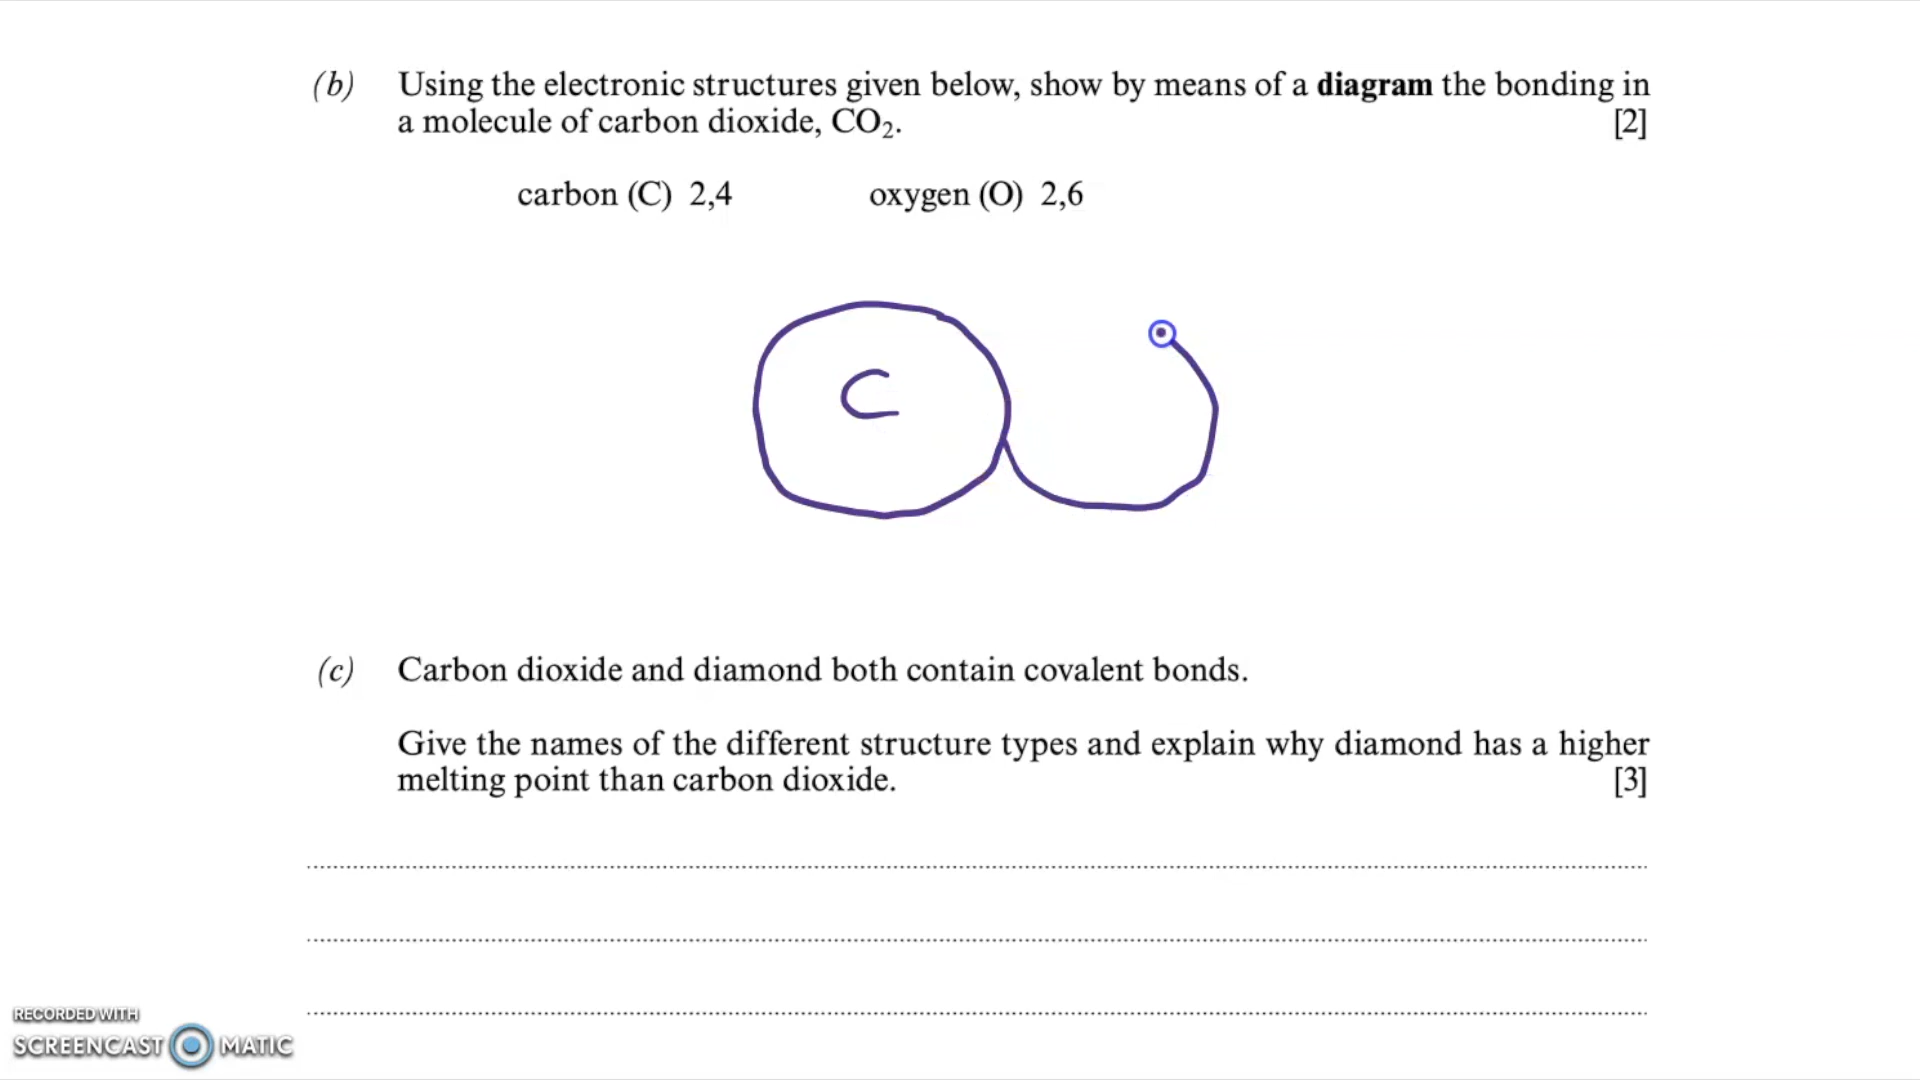 (b) Using the electronic structures given below, show by means of a diagram the bonding in
a molecule of carbon dioxide, CO₂. [2]
carbon (C) 2,4 oxygen (O) 2,6
C
(c) Carbon dioxide and diamond both contain covalent bonds.
Give the names of the different structure types and explain why diamond has a higher
melting point than carbon dioxide. [3]
RECORDED WITH
SCREENCAST MATIC